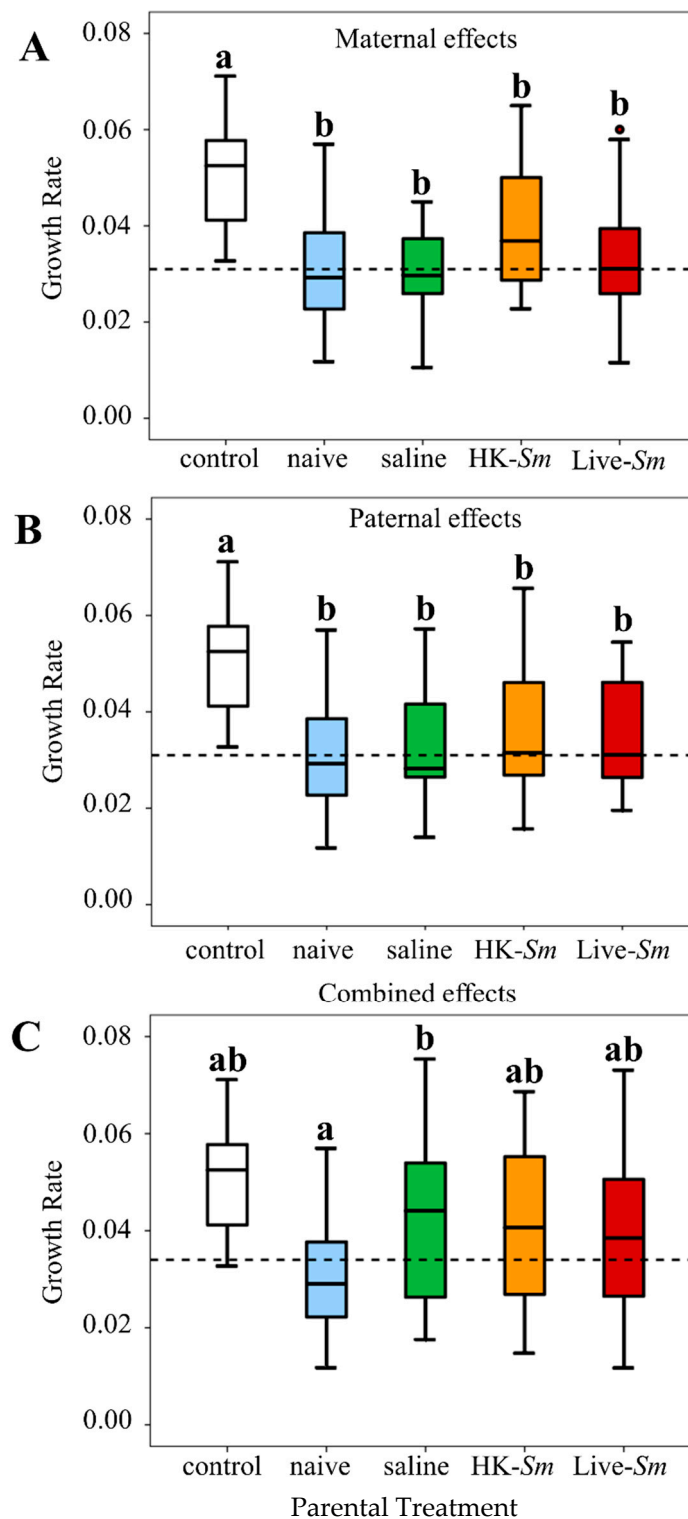 A
Maternal effects
0.08
0.06
0.04
0.02
0.00
Growth Rate
a
b
b
b
b
control naive saline HK-Sm Live-Sm
B
Paternal effects
0.08
0.06
0.04
0.02
0.00
Growth Rate
a
b
b
b
b
control naive saline HK-Sm Live-Sm
Combined effects
C
0.08
0.06
0.04
0.02
0.00
Growth Rate
ab
a
b
ab
ab
control naive saline HK-Sm Live-Sm
Parental Treatment